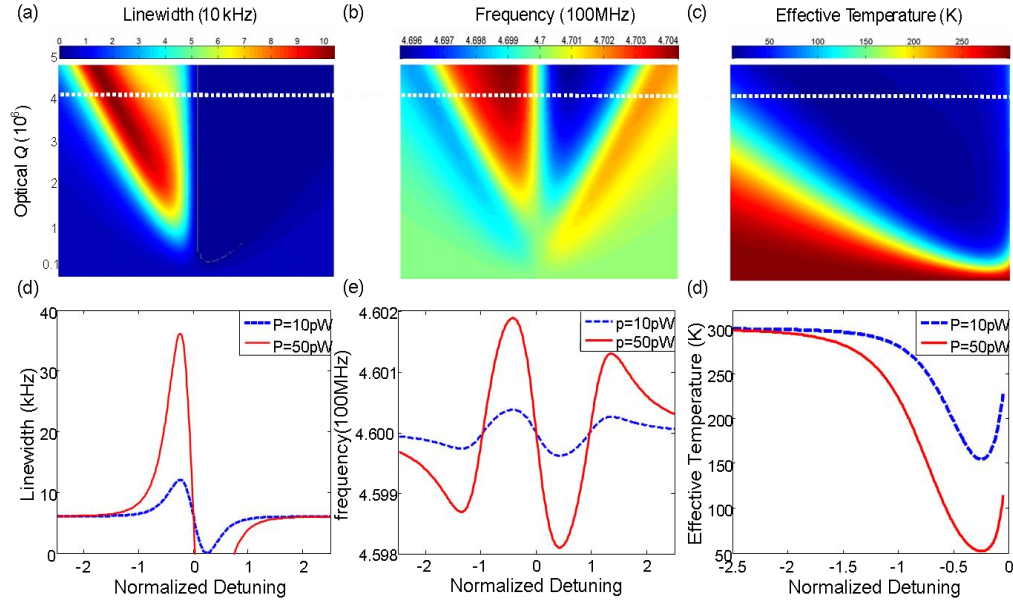 (a) Linewidth (10 kHz)
(b) Frequency (100MHz)
(c) Effective Temperature (K)
0 1 2 3 4 5 6 7 8 9 10
4.696 4.697 4.698 4.699 4.7 4.701 4.702 4.703 4.704
50 100 150 200 250
Optical Q (10⁶)
5
4
3
2
1
0.1
(d)
Linewidth (kHz)
40
30
20
10
0
-2 -1 0 1 2
Normalized Detuning
P=10pW
P=50pW
(e)
frequency(100MHz)
4.602
4.601
4.600
4.599
4.598
-2 -1 0 1 2
Normalized Detuning
p=10pW
p=50pW
(d)
Effective Temperature (K)
300
250
200
150
100
50
-2.5 -2 -1.5 -1 -0.5 0
Normalized Detuning
P=10pW
P=50pW